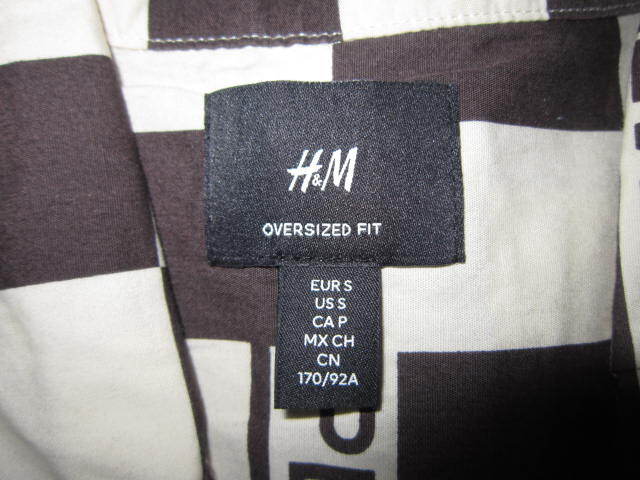 H&M
OVERSIZED FIT
EUR S
US S
CA P
MX CH
CN
170/92A